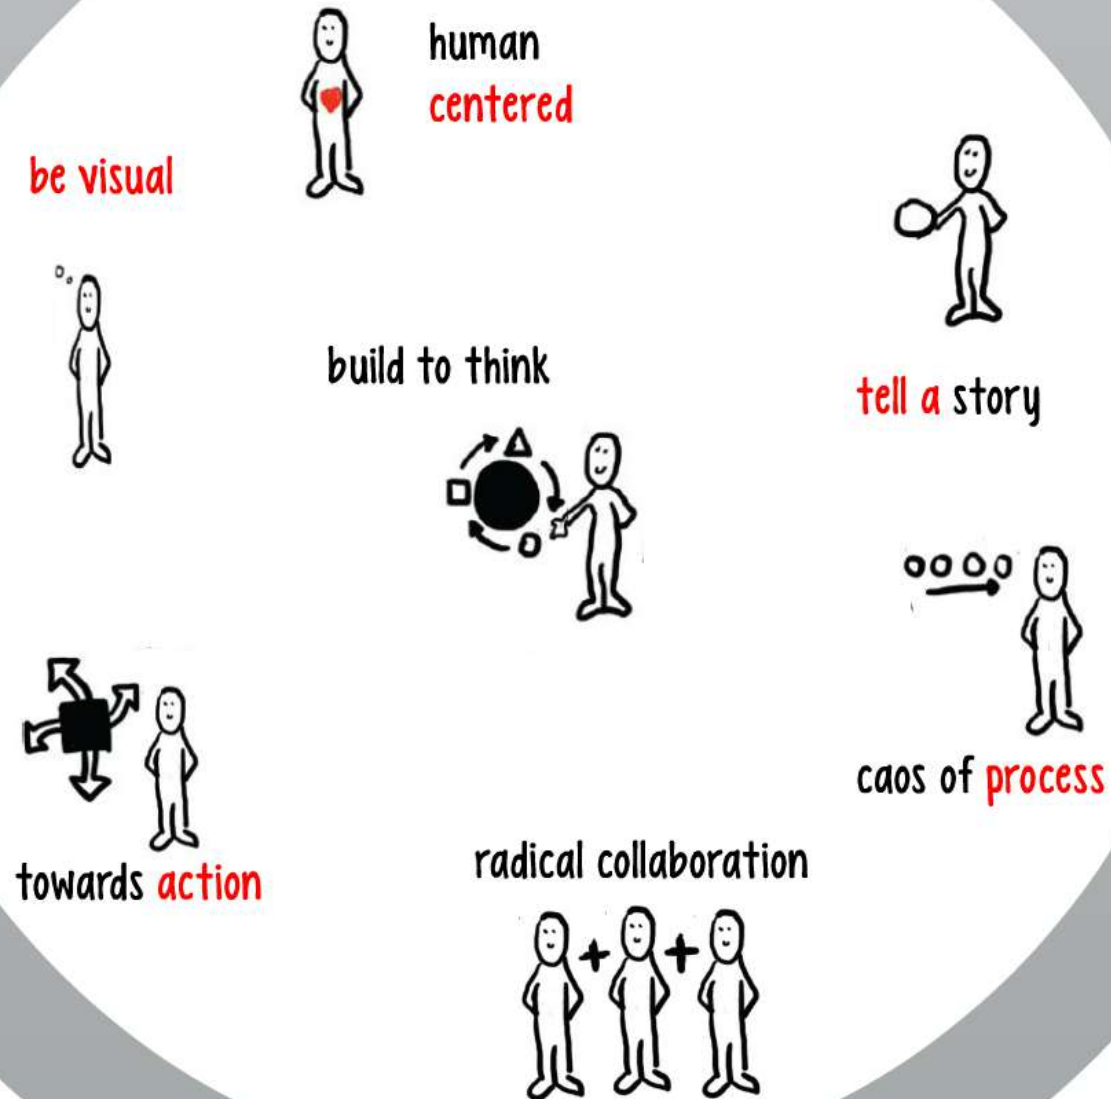 human
centered
be visual
build to think
tell a story
caos of process
radical collaboration
towards action